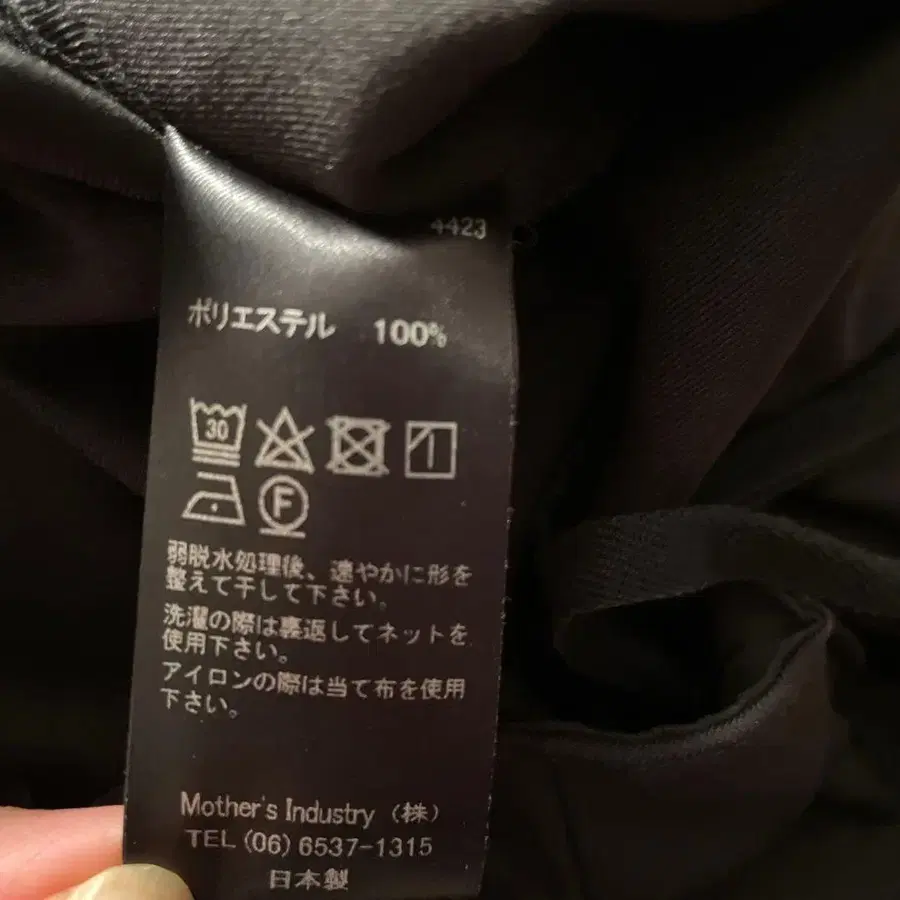 4423
ポリエステル 100%
30
F
弱脱水処理後、速やかに形を
整えて干して下さい。
洗濯の際は裏返してネットを
使用下さい。
アイロンの際は当て布を使用
下さい。
Mother's Industry (株)
TEL (06) 6537-1315
日本製